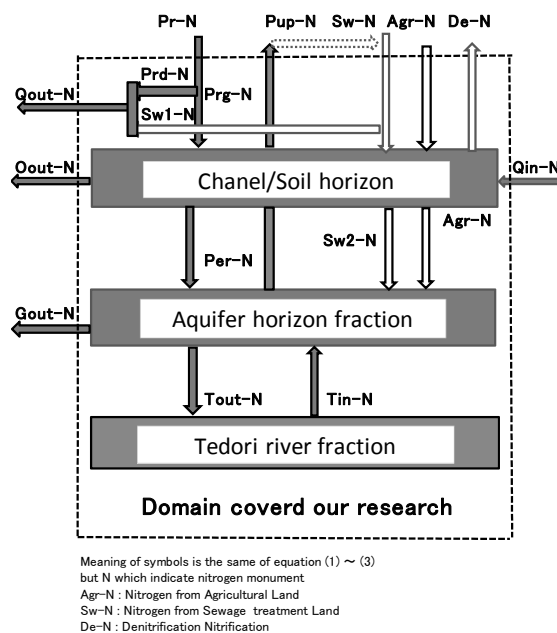 Pr-N Pup-N Sw-N Agr-N De-N
Prd-N
Qout-N
Prg-N
Sw1-N
Oout-N
Qin-N
Chanel/Soil horizon
Agr-N
Sw2-N
Per-N
Gout-N
Aquifer horizon fraction
Tout-N Tin-N
Tedori river fraction
Domain coverd our research
Meaning of symbols is the same of equation (1) ～ (3)
but N which indicate nitrogen monument
Agr-N : Nitrogen from Agricultural Land
Sw-N : Nitrogen from Sewage treatment Land
De-N : Denitrification Nitrification